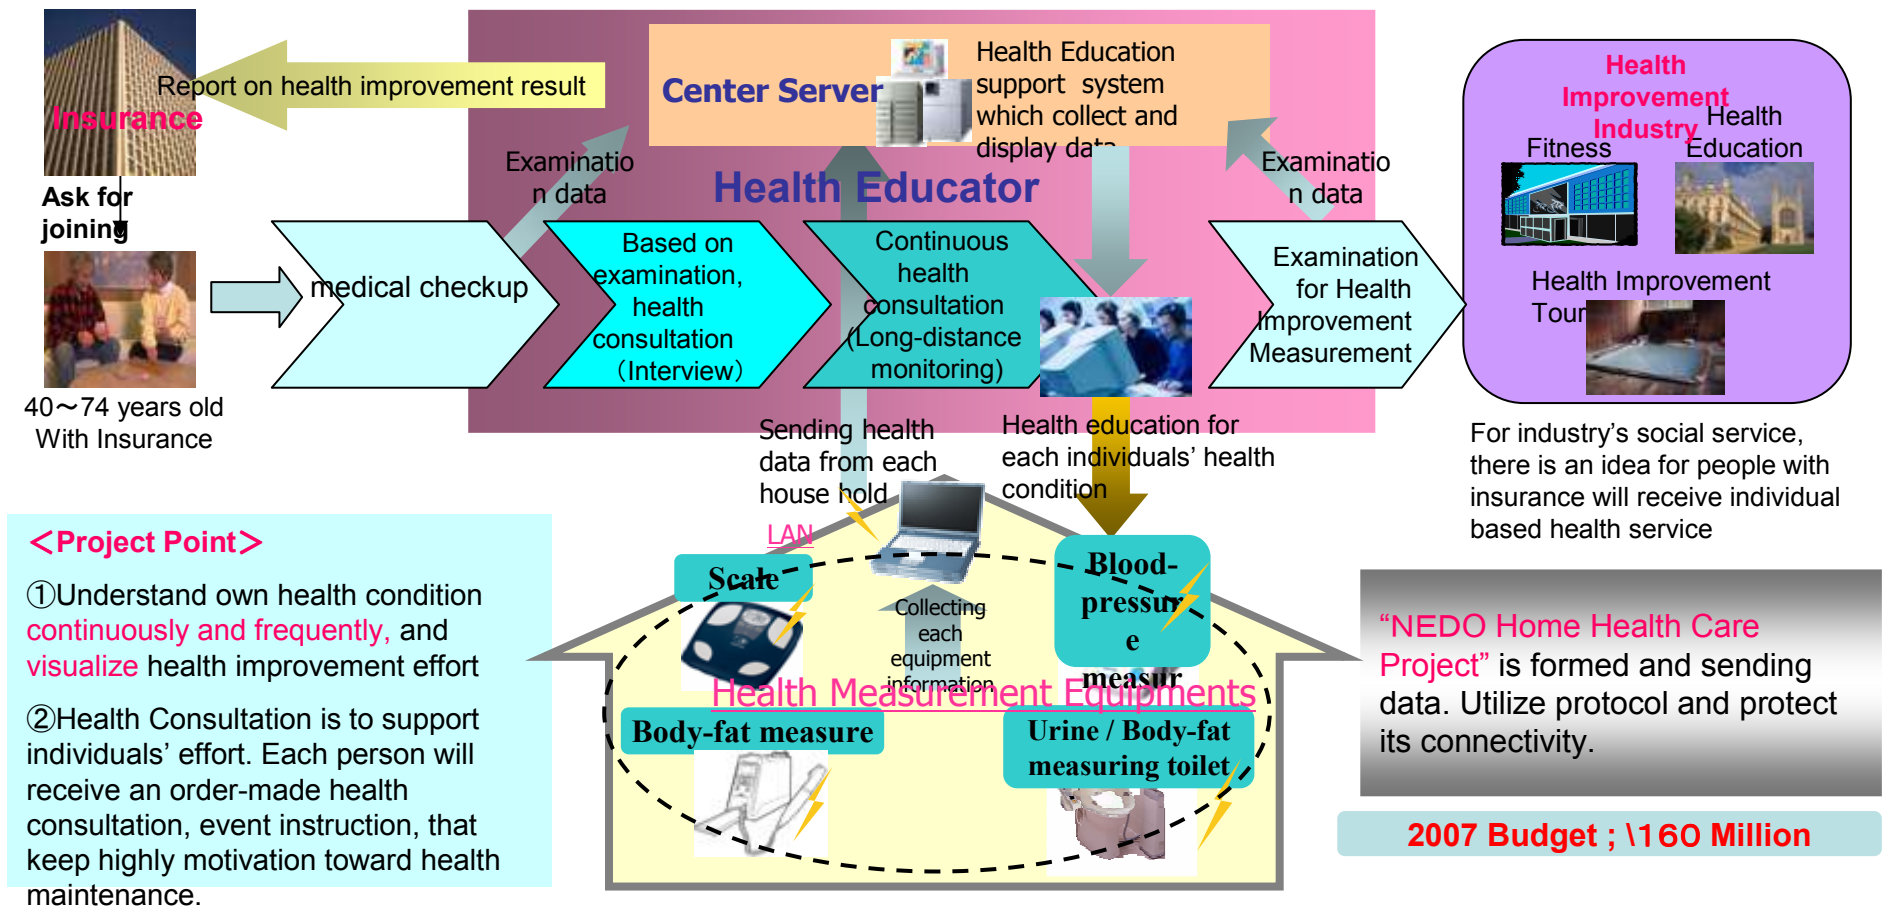 Insurance
Report on health improvement result
Ask for
joining
40～74 years old
With Insurance
Center Server
Health Education
support system
which collect and
display data
Health Educator
Examinatio
n data
Examinatio
n data
medical checkup
Based on
examination,
health
consultation
（Interview）
Continuous
health
consultation
(Long-distance
monitoring)
Examination
for Health
Improvement
Measurement
Health
Improvement
Industry
Fitness
Health
Education
Health Improvement
Tour
For industry’s social service,
there is an idea for people with
insurance will receive individual
based health service
Sending health
data from each
house hold
Health education for
each individuals’ health
condition
LAN
Scale
Collecting
each
equipment
information
Blood-
pressur
e
measur
Health Measurement Equipments
Body-fat measure
Urine / Body-fat
measuring toilet
＜Project Point＞
①Understand own health condition
continuously and frequently, and
visualize health improvement effort
②Health Consultation is to support
individuals’ effort. Each person will
receive an order-made health
consultation, event instruction, that
keep highly motivation toward health
maintenance.
“NEDO Home Health Care
Project” is formed and sending
data. Utilize protocol and protect
its connectivity.
2007 Budget ; \160 Million